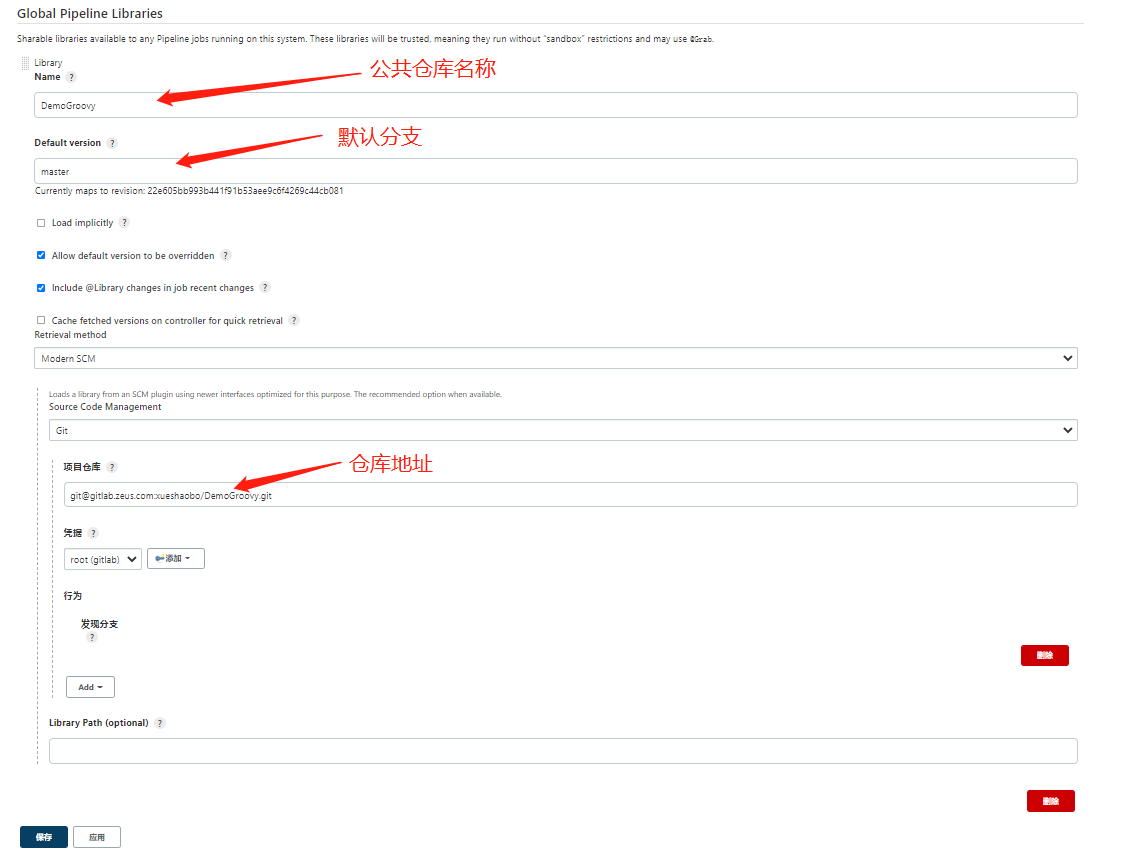 Global Pipeline Libraries
Sharable libraries available to any Pipeline jobs running on this system. These libraries will be trusted, meaning they run without "sandbox" restrictions and may use @Grab.
Library
Name ?
公共仓库名称
DemoGroovy
默认分支
Default version ?
master
Currently maps to revision: 22e605bb993b441f91b53aee9c6f4269c44cb081
Load implicitly ?
Allow default version to be overridden ?
Include @Library changes in job recent changes ?
Cache fetched versions on controller for quick retrieval ?
Retrieval method
Modern SCM
Loads a library from an SCM plugin using newer interfaces optimized for this purpose. The recommended option when available.
Source Code Management
Git
项目仓库 ?
仓库地址
git@gitlab.zeus.com:xueshaobo/DemoGroovy.git
凭据 ?
root (gitlab) 添加
行为
发现分支
?
删除
Add
Library Path (optional) ?
删除
保存 应用